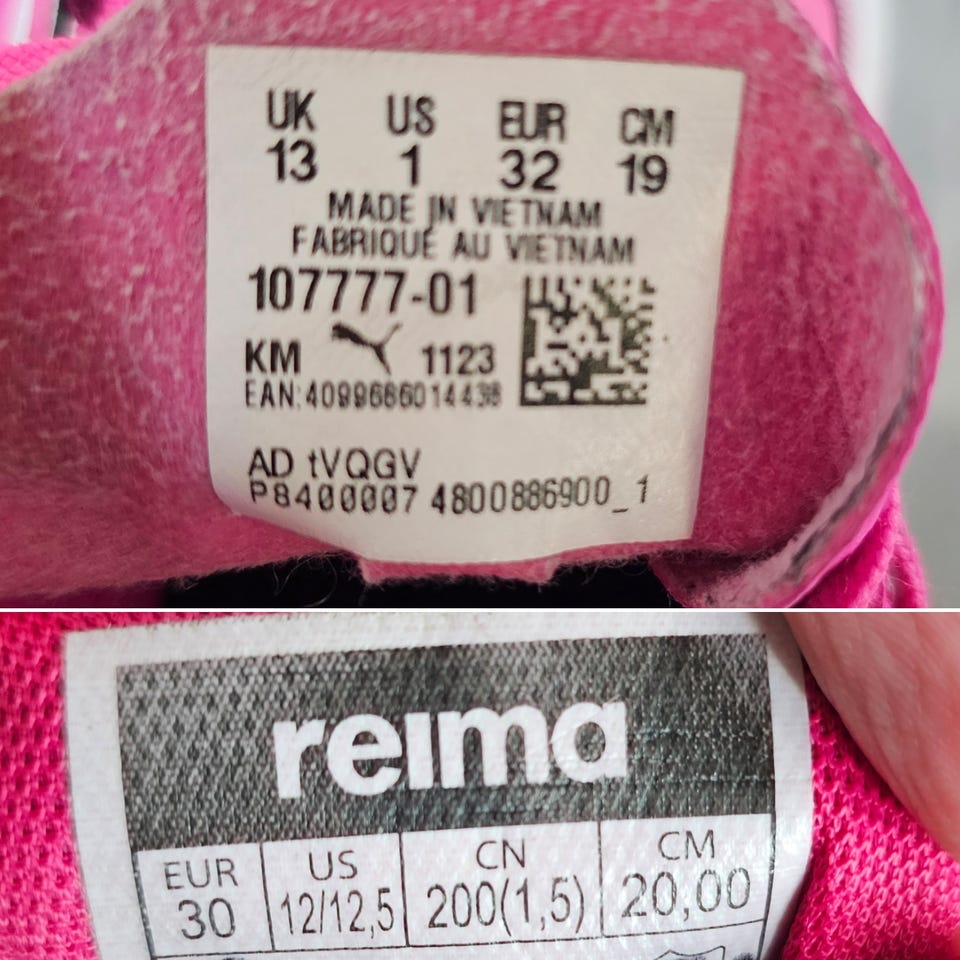 UK US EUR CM
13 1 32 19
MADE IN VIETNAM
FABRIQUÉ AU VIETNAM
107777-01
KM 1123
EAN:4099686014438
AD tVQGV
P8400007 4800886900_1
reima
EUR US CN CM
30 12/12,5 200(1,5) 20,00